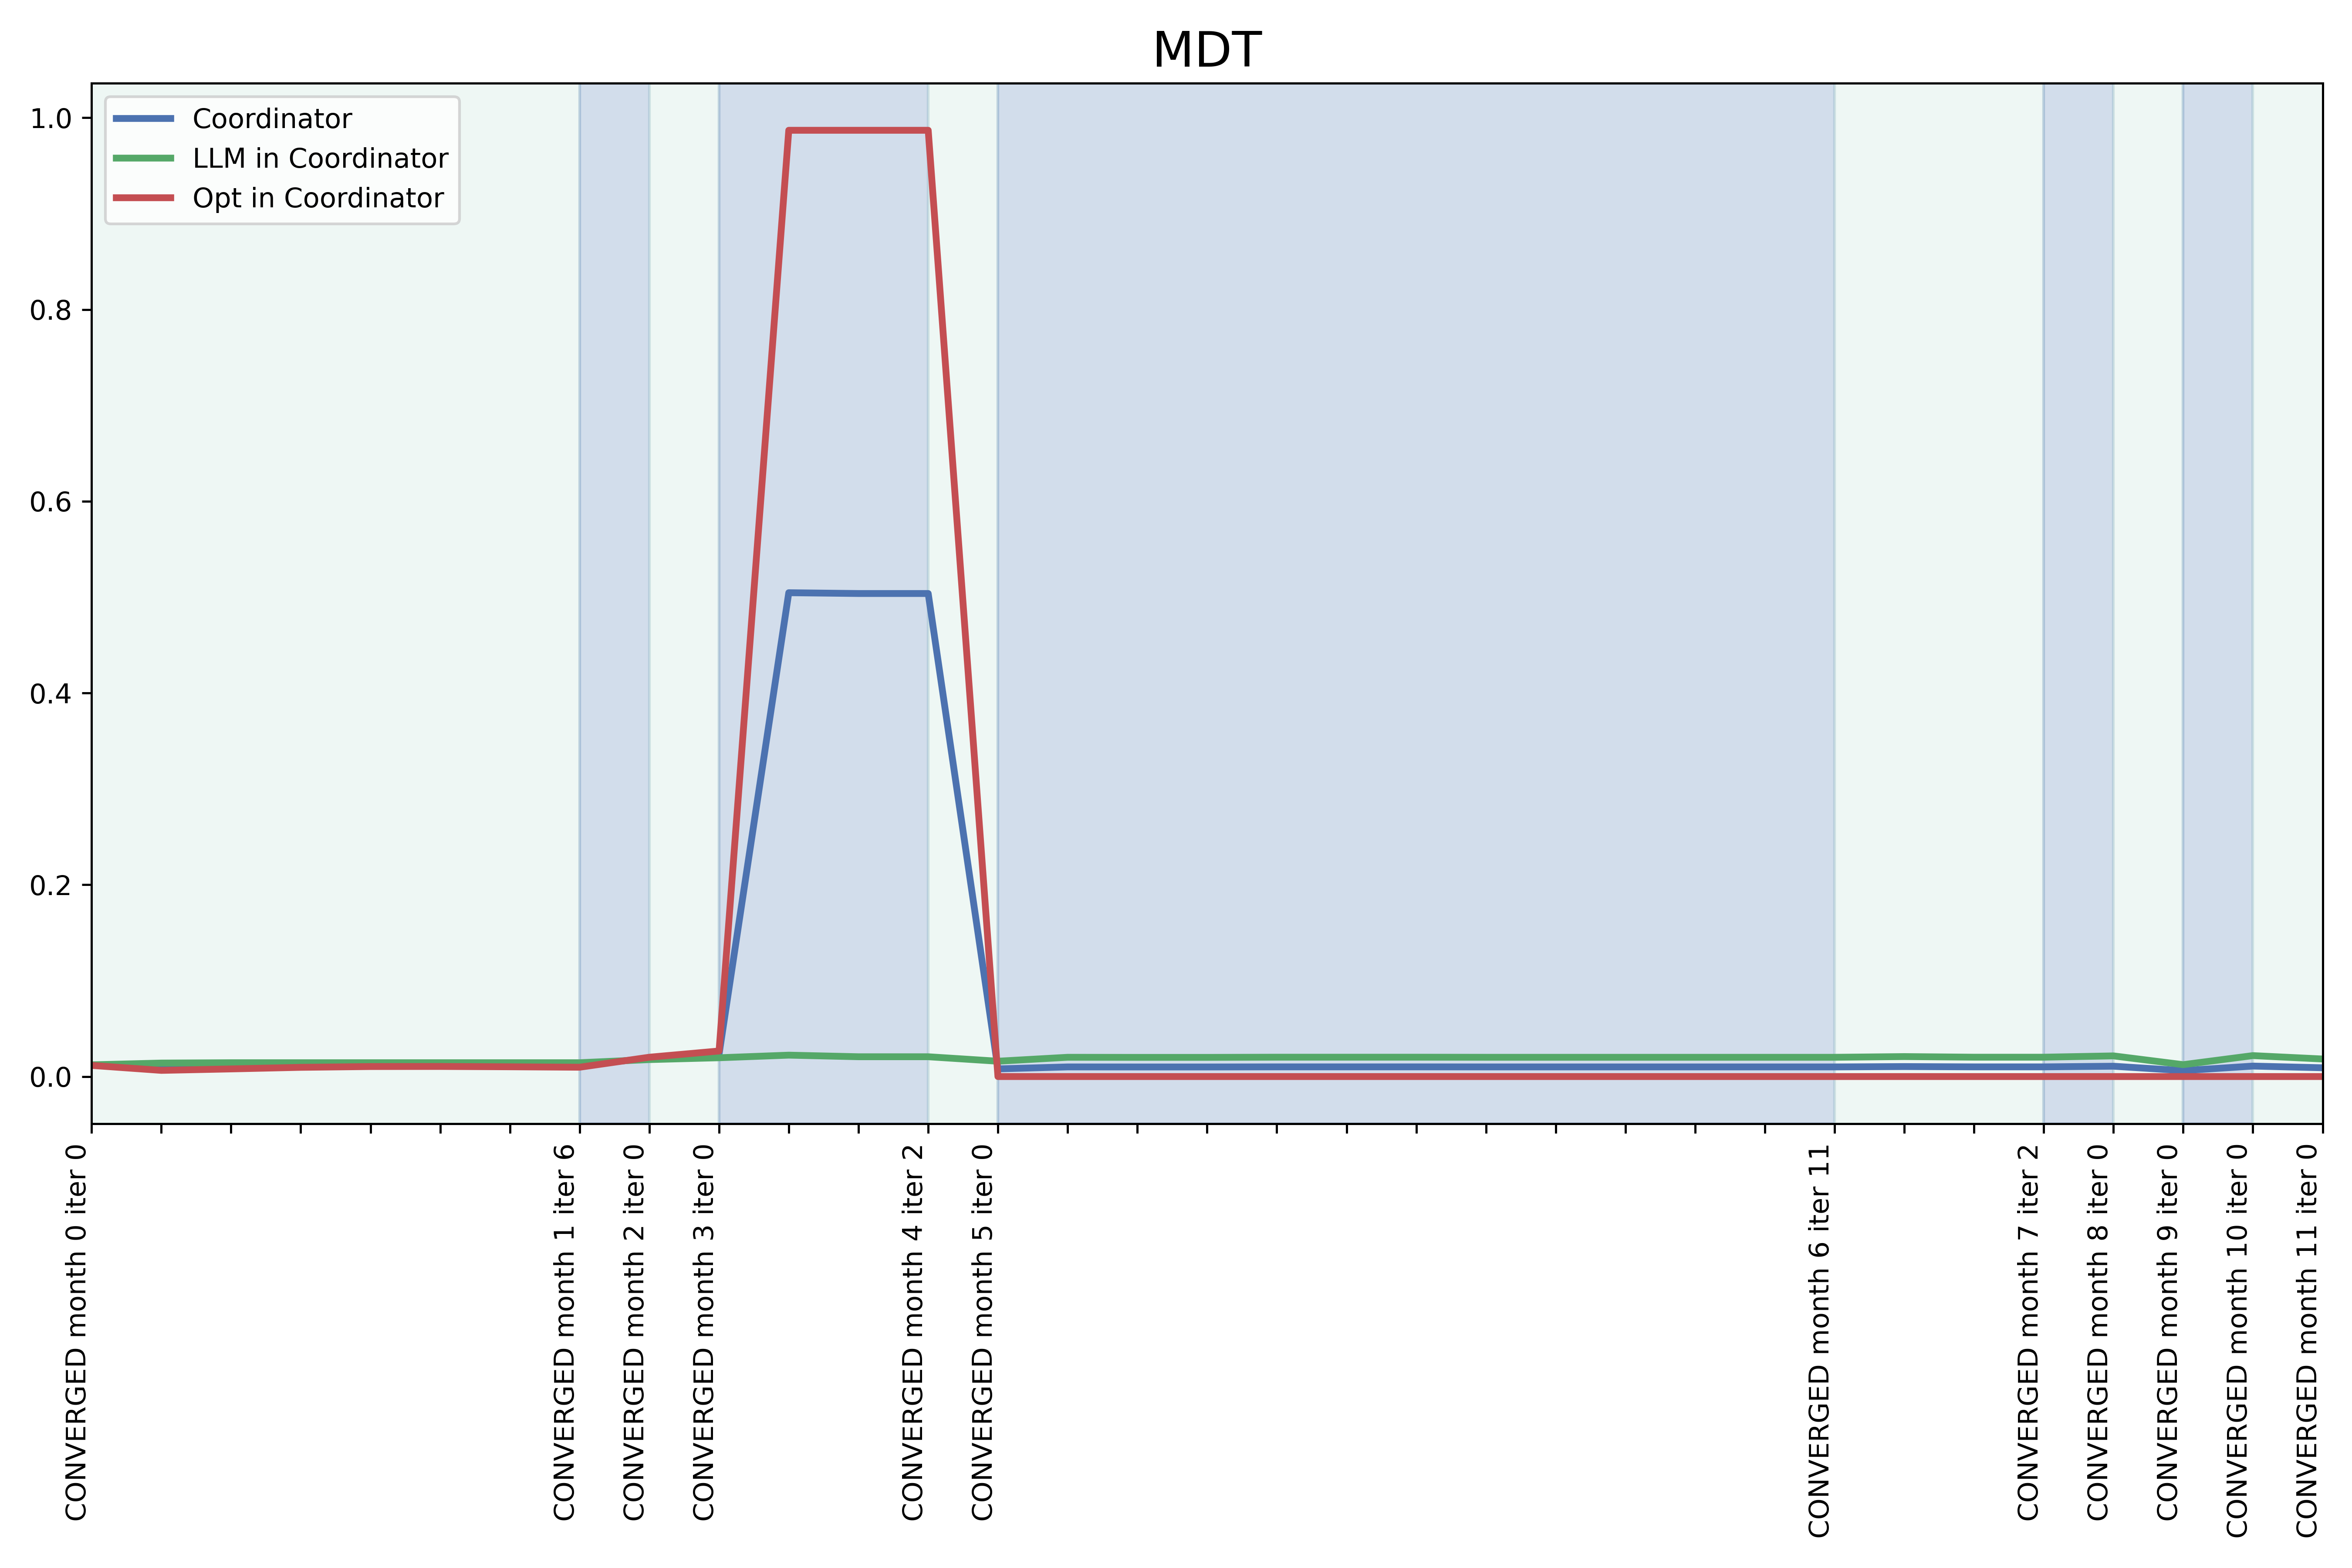 MDT
Coordinator
LLM in Coordinator
Opt in Coordinator
1.0
0.8
0.6
0.4
0.2
0.0
CONVERGED month 0 iter 0
CONVERGED month 1 iter 6
CONVERGED month 2 iter 0
CONVERGED month 3 iter 0
CONVERGED month 4 iter 2
CONVERGED month 5 iter 0
CONVERGED month 6 iter 11
CONVERGED month 7 iter 2
CONVERGED month 8 iter 0
CONVERGED month 9 iter 0
CONVERGED month 10 iter 0
CONVERGED month 11 iter 0